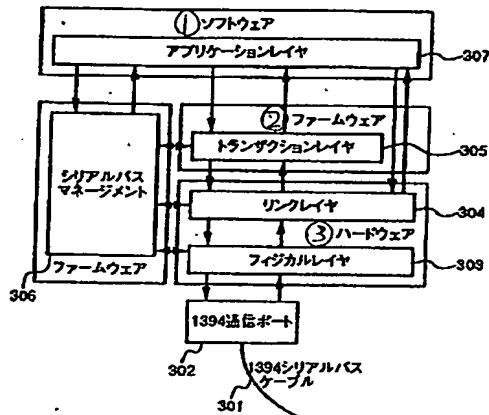 ① ソフトウェア
アプリケーションレイヤ
307
② ファームウェア
トランザクションレイヤ
305
シリアルバス
マネージメント
リンクレイヤ
304
③ ハードウェア
フィジカルレイヤ
303
306
ファームウェア
1394通信ポート
302
1394シリアルバス
ケーブル
301